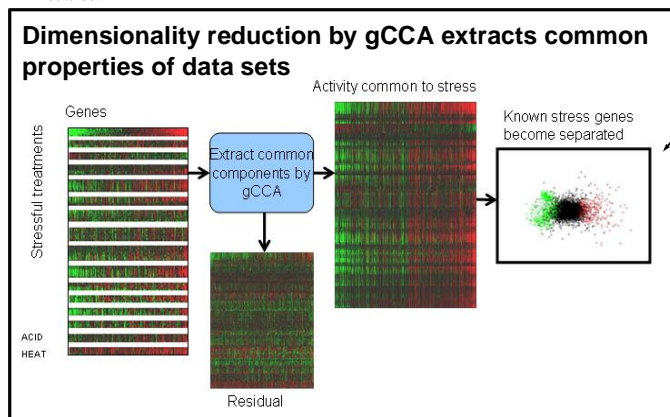 Dimensionality reduction by gCCA extracts common
properties of data sets
Activity common to stress
Genes
Known stress genes
become separated
Stressful treatments
Extract common
components by
gCCA
ACID
HEAT
Residual